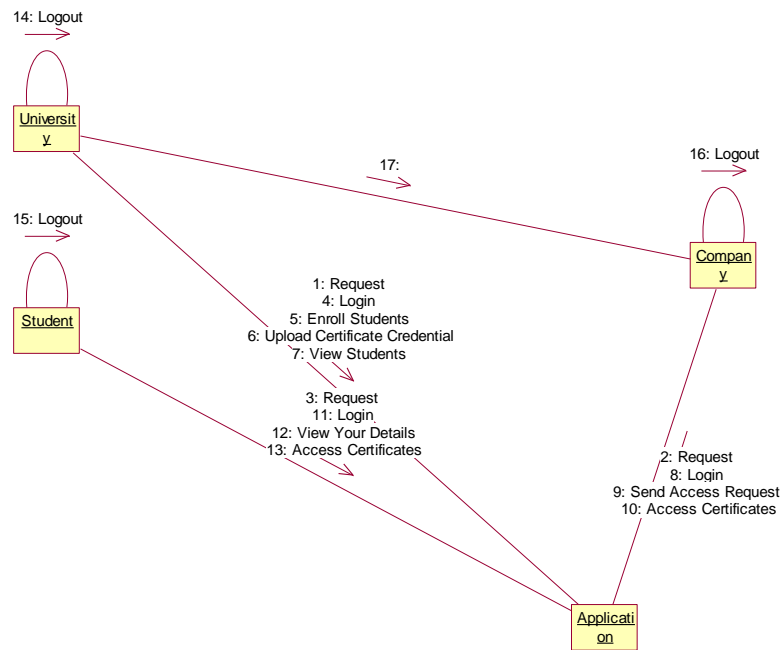 14: Logout
Universit
y
17:
16: Logout
15: Logout
Compan
y
Student
1: Request
4: Login
5: Enroll Students
6: Upload Certificate Credential
7: View Students
3: Request
11: Login
12: View Your Details
13: Access Certificates
2: Request
8: Login
9: Send Access Request
10: Access Certificates
Applicati
on